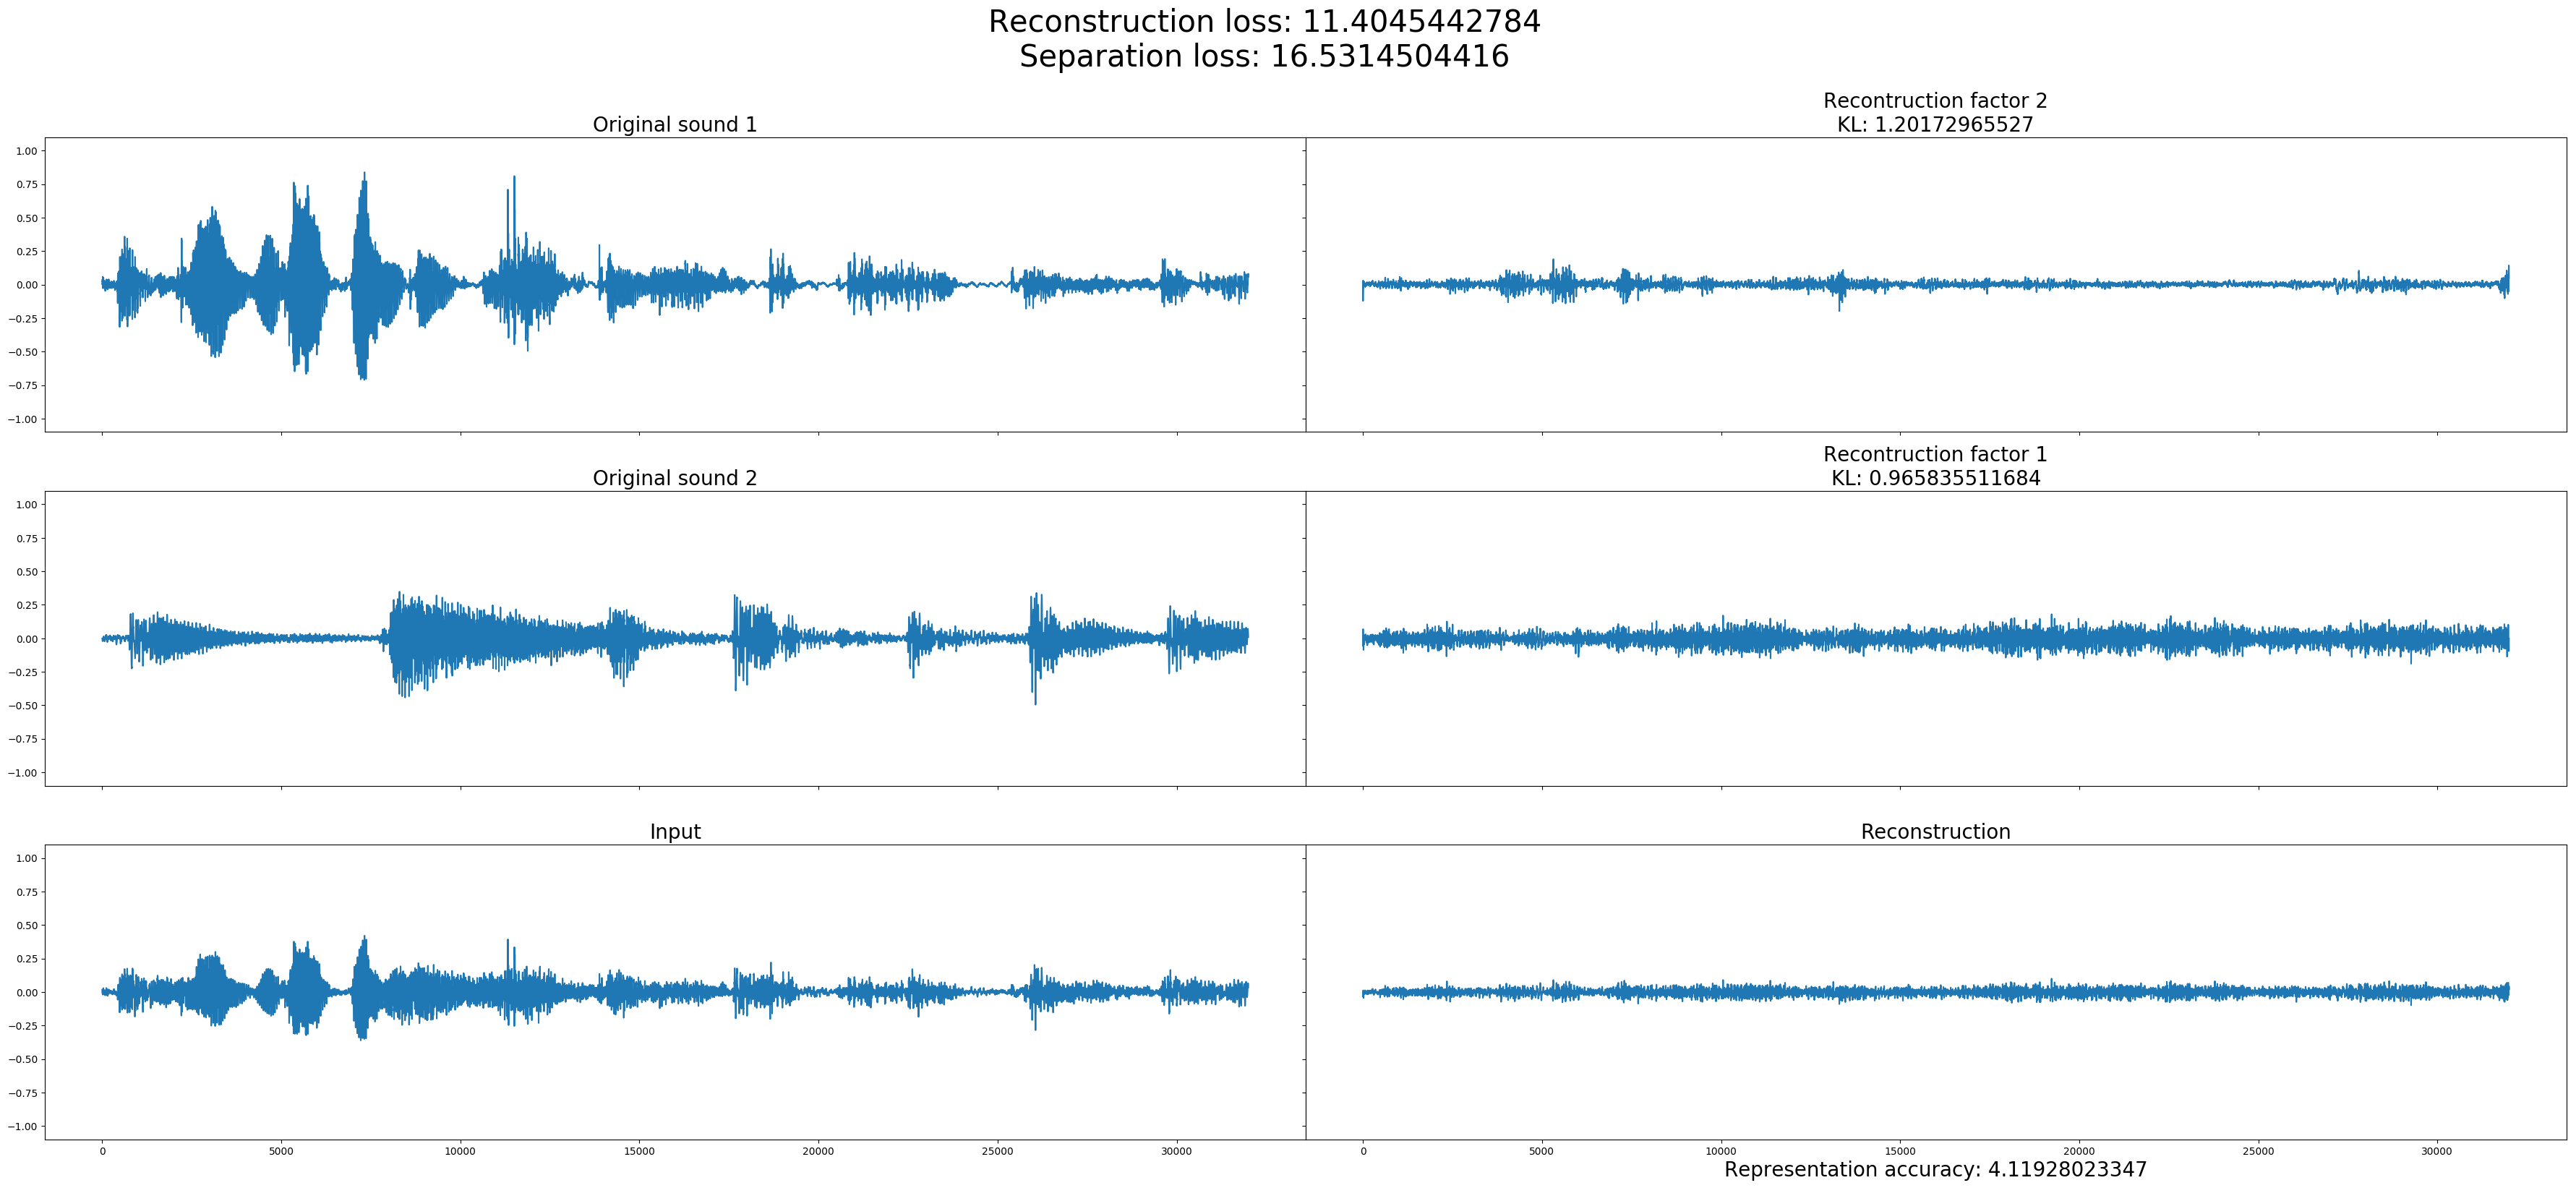 Reconstruction loss: 11.4045442784
Separation loss: 16.5314504416
Original sound 1
Recontruction factor 2
KL: 1.20172965527
1.00
0.75
0.50
0.25
0.00
−0.25
−0.50
−0.75
−1.00
Original sound 2
Recontruction factor 1
KL: 0.965835511684
1.00
0.75
0.50
0.25
0.00
−0.25
−0.50
−0.75
−1.00
Input
Reconstruction
1.00
0.75
0.50
0.25
0.00
−0.25
−0.50
−0.75
−1.00
0 5000 10000 15000 20000 25000 30000
0 5000 10000 15000 20000 25000 30000
Representation accuracy: 4.11928023347